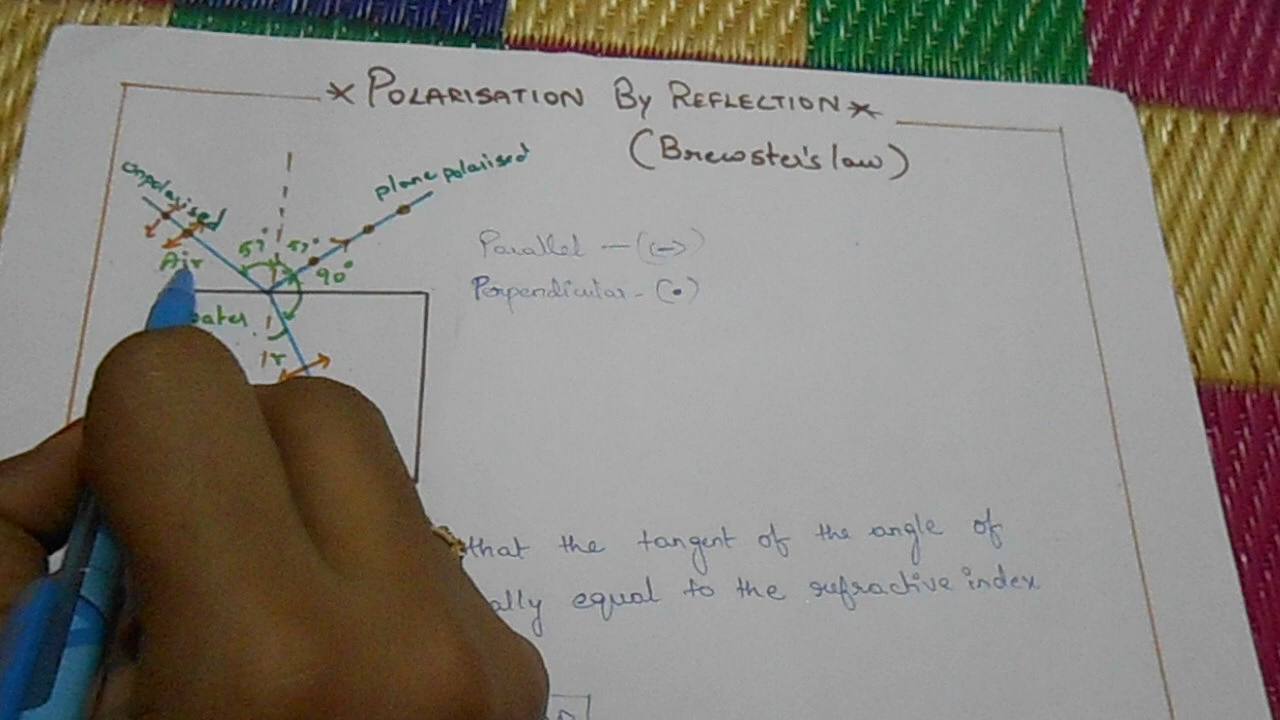 * POLARISATION By REFLECTION *
(Brewster's law)
unpolarised
plane polarised
57° 57°
Air
90°
Parallel - (↔)
Perpendicular - (•)
r
that the tangent of the angle of
equal to the refractive index